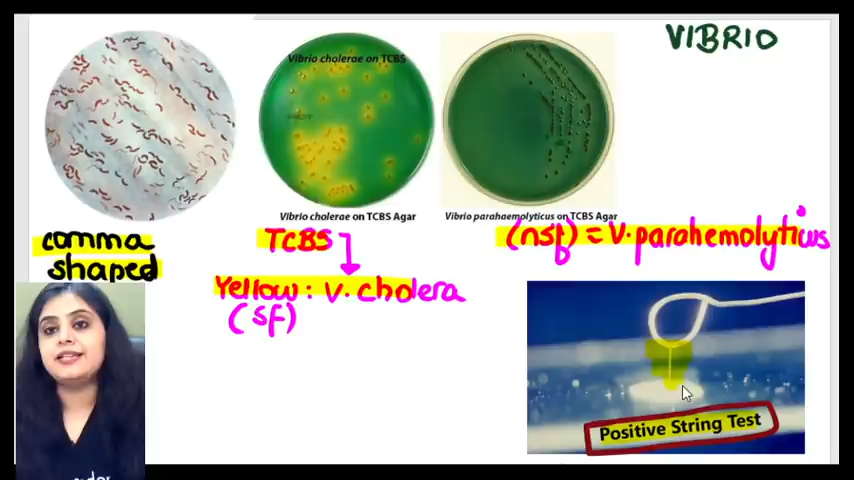 VIBRIO
Vibrio cholerae on TCBS
Vibrio cholerae on TCBS Agar
Vibrio parahaemolyticus on TCBS Agar
comma
shaped
TCBS
Yellow: V. cholera
(sf)
(nsf) = V. parahemolyticus
Positive String Test